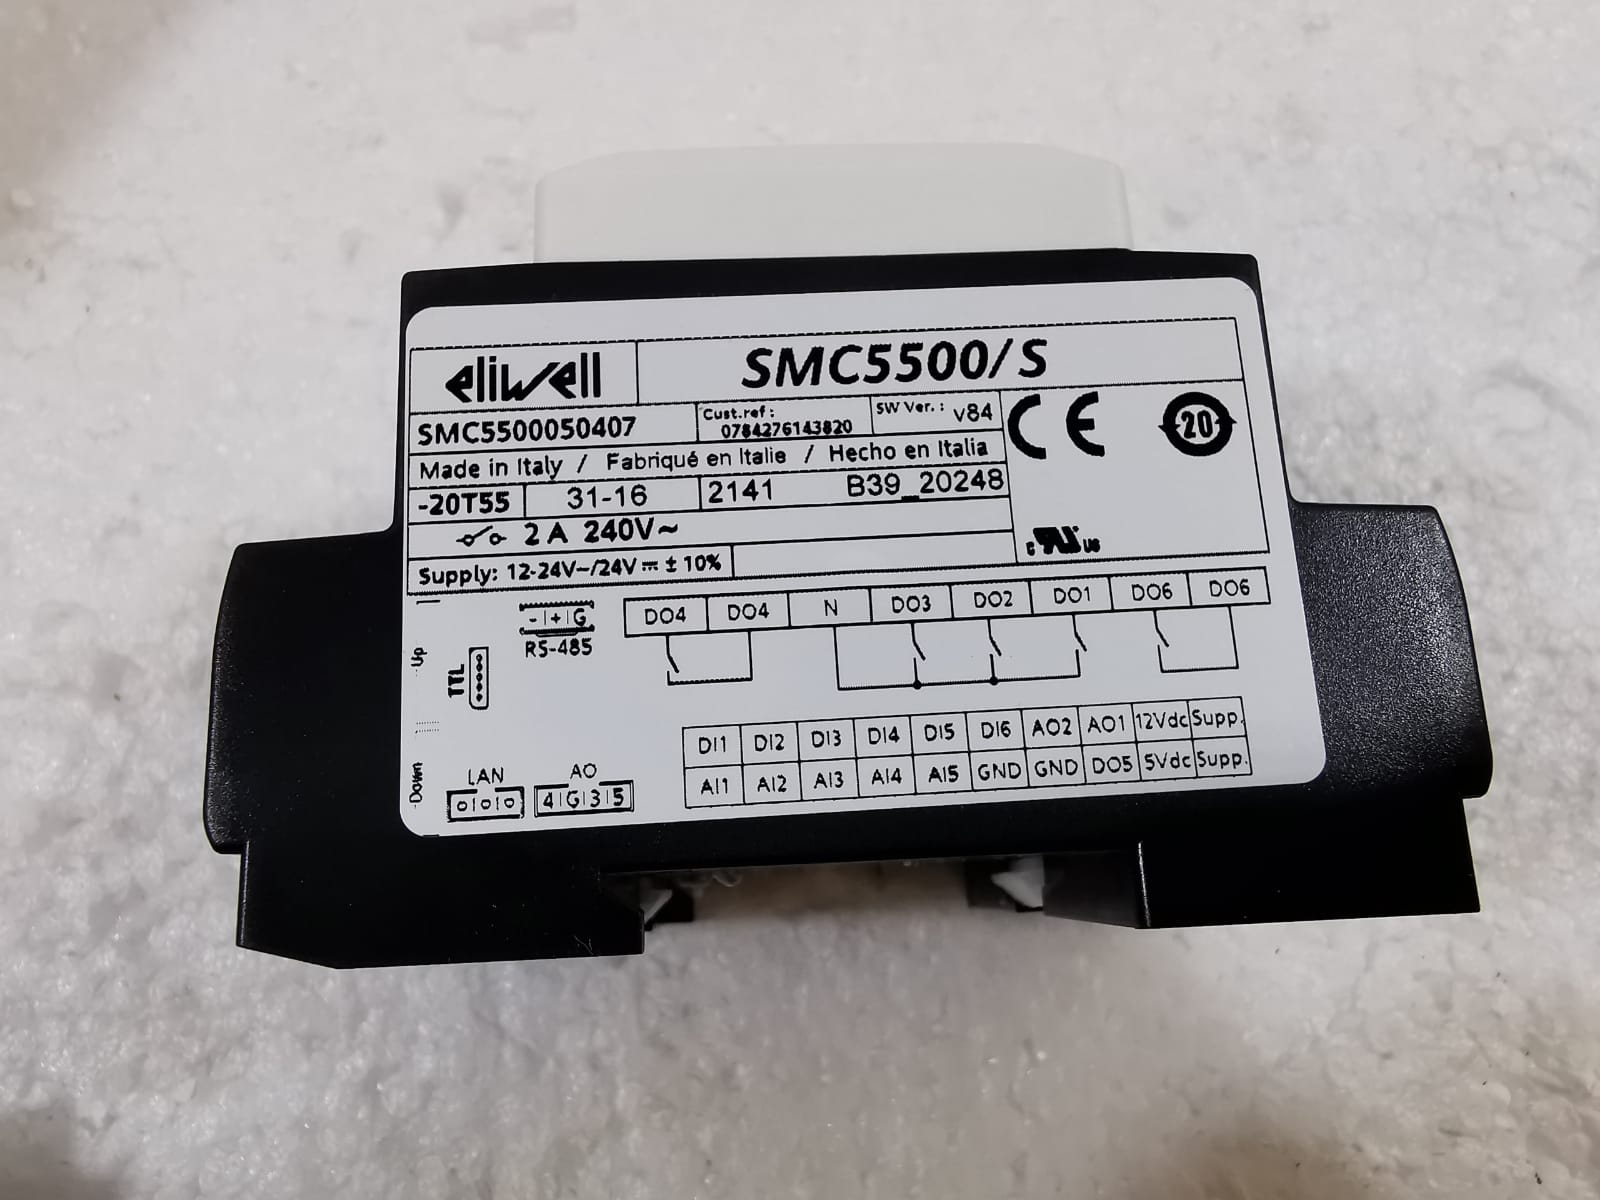 eliwell
SMC5500/S
SMC5500050407
Cust.ref :
0784276143820
SW Ver. : v84
CE
20
Made in Italy / Fabriqué en Italie / Hecho en Italia
-20T55
31-16
2141
B39_20248
2 A 240V~
c UL us
Supply: 12-24V~/24V⎓ ± 10%
Up
- + G
RS-485
TTL
DO4 DO4 N DO3 DO2 DO1 DO6 DO6
DI1 DI2 DI3 DI4 DI5 DI6 AO2 AO1 12Vdc Supp.
AI1 AI2 AI3 AI4 AI5 GND GND DO5 5Vdc Supp.
Down
LAN
AO
4 G 3 5